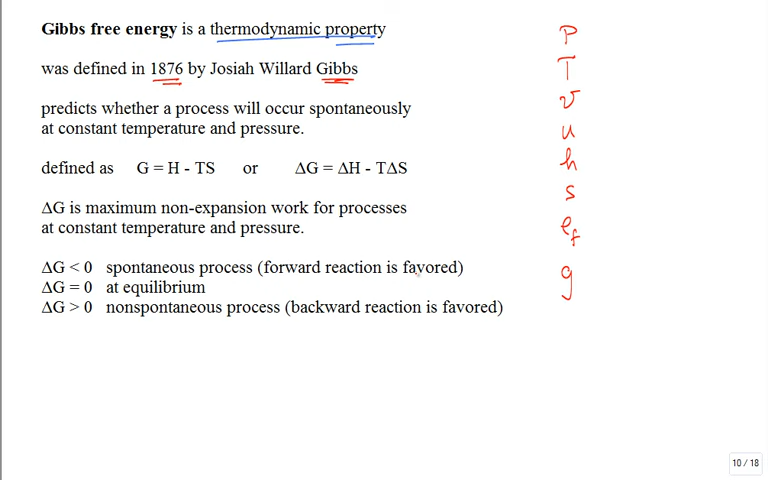 Gibbs free energy is a thermodynamic property
was defined in 1876 by Josiah Willard Gibbs
predicts whether a process will occur spontaneously
at constant temperature and pressure.
defined as G = H - TS or ΔG = ΔH - TΔS
ΔG is maximum non-expansion work for processes
at constant temperature and pressure.
ΔG < 0 spontaneous process (forward reaction is favored)
ΔG = 0 at equilibrium
ΔG > 0 nonspontaneous process (backward reaction is favored)
P
T
v
u
h
s
ef
g
10 / 18